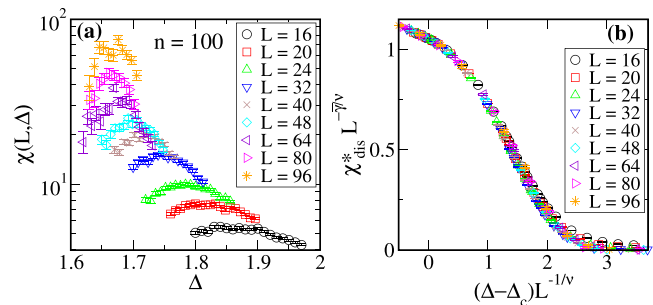 (a)
n = 100
χ(L,Δ)
10²
10¹
1.6 1.7 1.8 1.9 2
Δ
L = 16
L = 20
L = 24
L = 32
L = 40
L = 48
L = 64
L = 80
L = 96
(b)
χ*dis L^−γ̅/ν
1
0.5
0
0 1 2 3
(Δ−Δc)L^−1/ν
L = 16
L = 20
L = 24
L = 32
L = 40
L = 48
L = 64
L = 80
L = 96